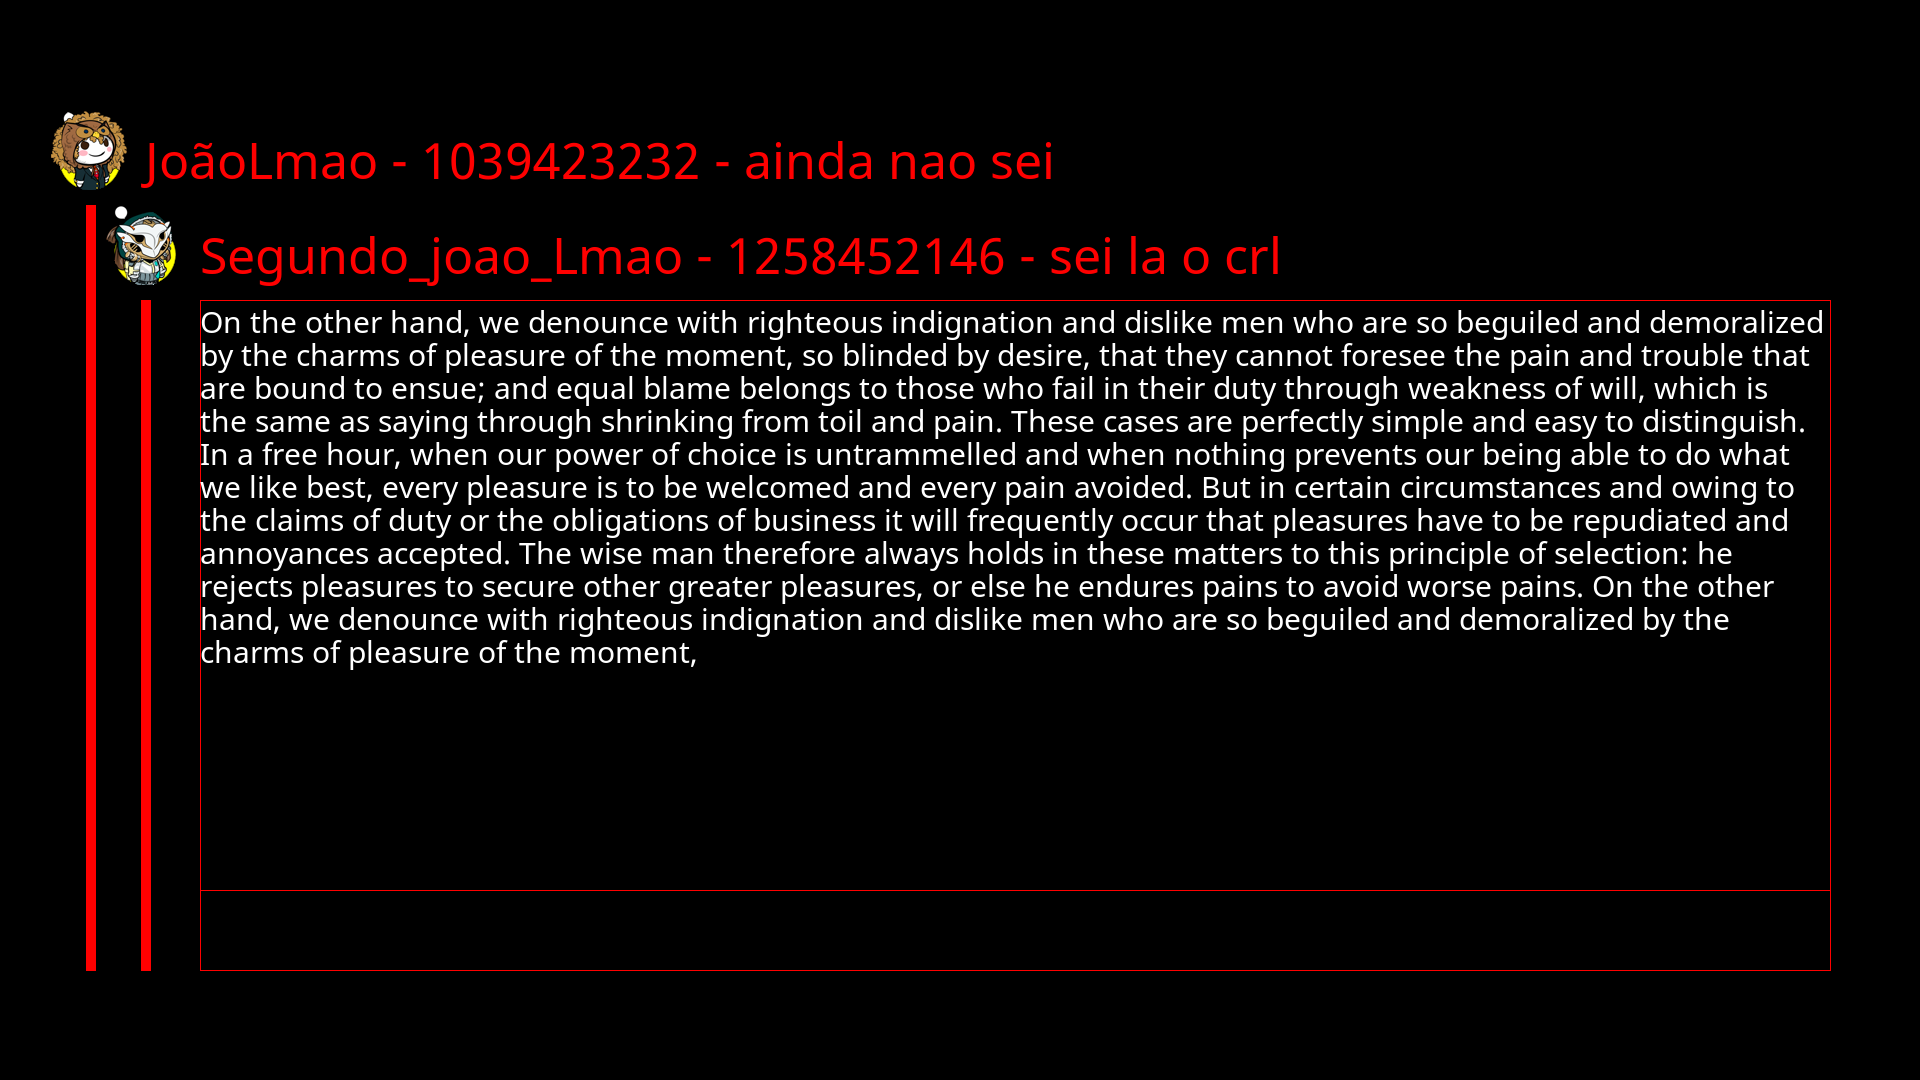 JoãoLmao - 1039423232 - ainda nao sei
Segundo_joao_Lmao - 1258452146 - sei la o crl
On the other hand, we denounce with righteous indignation and dislike men who are so beguiled and demoralized
by the charms of pleasure of the moment, so blinded by desire, that they cannot foresee the pain and trouble that
are bound to ensue; and equal blame belongs to those who fail in their duty through weakness of will, which is
the same as saying through shrinking from toil and pain. These cases are perfectly simple and easy to distinguish.
In a free hour, when our power of choice is untrammelled and when nothing prevents our being able to do what
we like best, every pleasure is to be welcomed and every pain avoided. But in certain circumstances and owing to
the claims of duty or the obligations of business it will frequently occur that pleasures have to be repudiated and
annoyances accepted. The wise man therefore always holds in these matters to this principle of selection: he
rejects pleasures to secure other greater pleasures, or else he endures pains to avoid worse pains. On the other
hand, we denounce with righteous indignation and dislike men who are so beguiled and demoralized by the
charms of pleasure of the moment,